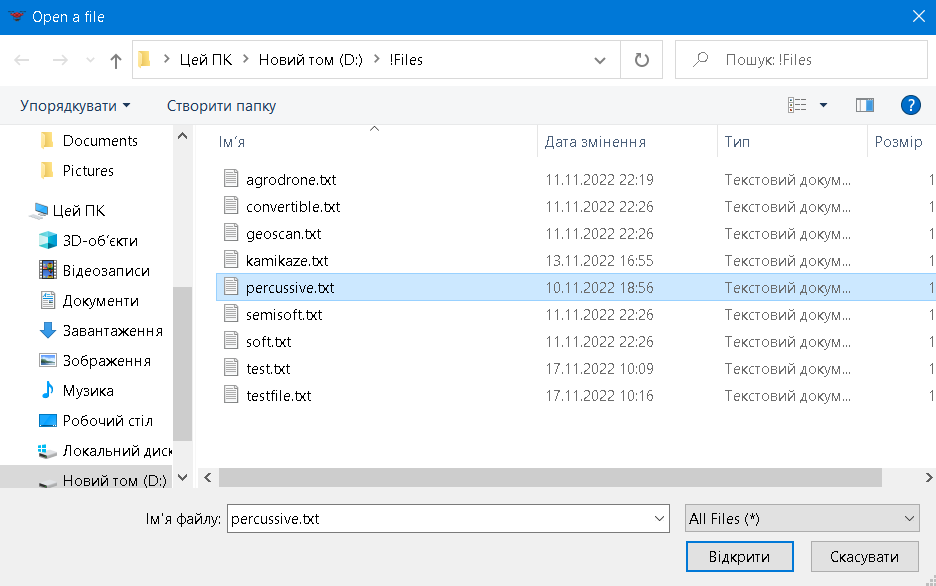 Open a file
Цей ПК > Новий том (D:) > !Files
Пошук: !Files
Упорядкувати
Створити папку
?
Documents
Pictures
Цей ПК
3D-об’єкти
Відеозаписи
Документи
Завантаження
Зображення
Музика
Робочий стіл
Локальний диск
Новий том (D:)
Ім’я Дата змінення Тип Розмір
agrodrone.txt 11.11.2022 22:19 Текстовий докум... 1
convertible.txt 11.11.2022 22:26 Текстовий докум... 1
geoscan.txt 11.11.2022 22:26 Текстовий докум... 1
kamikaze.txt 13.11.2022 16:55 Текстовий докум... 1
percussive.txt 10.11.2022 18:56 Текстовий докум... 1
semisoft.txt 11.11.2022 22:26 Текстовий докум... 1
soft.txt 11.11.2022 22:26 Текстовий докум... 1
test.txt 17.11.2022 10:09 Текстовий докум... 1
testfile.txt 17.11.2022 10:16 Текстовий докум... 1
Ім’я файлу: percussive.txt
All Files (*)
Відкрити
Скасувати